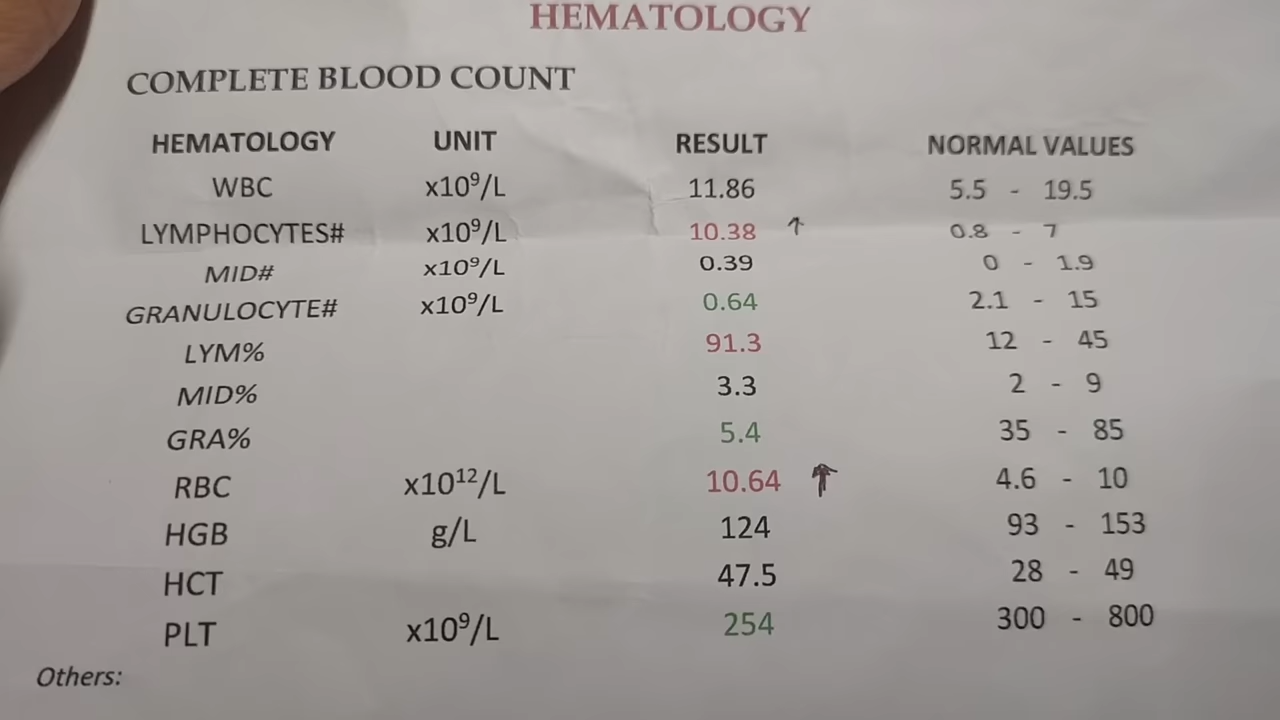 HEMATOLOGY
COMPLETE BLOOD COUNT
HEMATOLOGY UNIT RESULT NORMAL VALUES
WBC x10⁹/L 11.86 5.5 - 19.5
LYMPHOCYTES# x10⁹/L 10.38 ↑ 0.8 - 7
MID# x10⁹/L 0.39 0 - 1.9
GRANULOCYTE# x10⁹/L 0.64 2.1 - 15
LYM% 91.3 12 - 45
MID% 3.3 2 - 9
GRA% 5.4 35 - 85
RBC x10¹²/L 10.64 ↑ 4.6 - 10
HGB g/L 124 93 - 153
HCT 47.5 28 - 49
PLT x10⁹/L 254 300 - 800
Others: